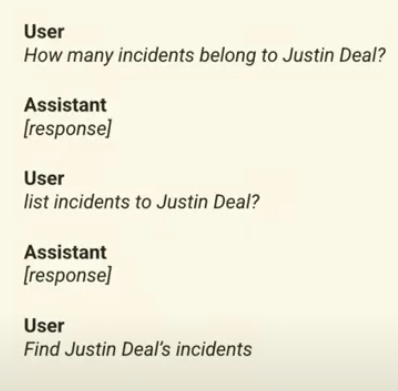 User
How many incidents belong to Justin Deal?
Assistant
[response]
User
list incidents to Justin Deal?
Assistant
[response]
User
Find Justin Deal's incidents